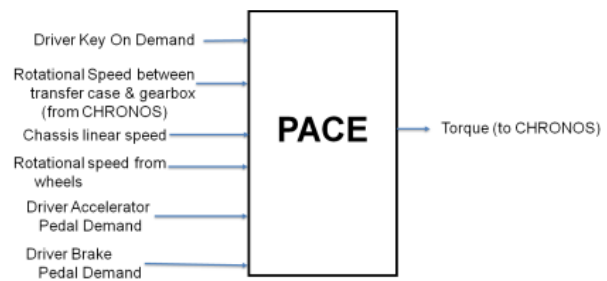 Driver Key On Demand
Rotational Speed between
transfer case & gearbox
(from CHRONOS)
Chassis linear speed
Rotational speed from
wheels
Driver Accelerator
Pedal Demand
Driver Brake
Pedal Demand
PACE
Torque (to CHRONOS)